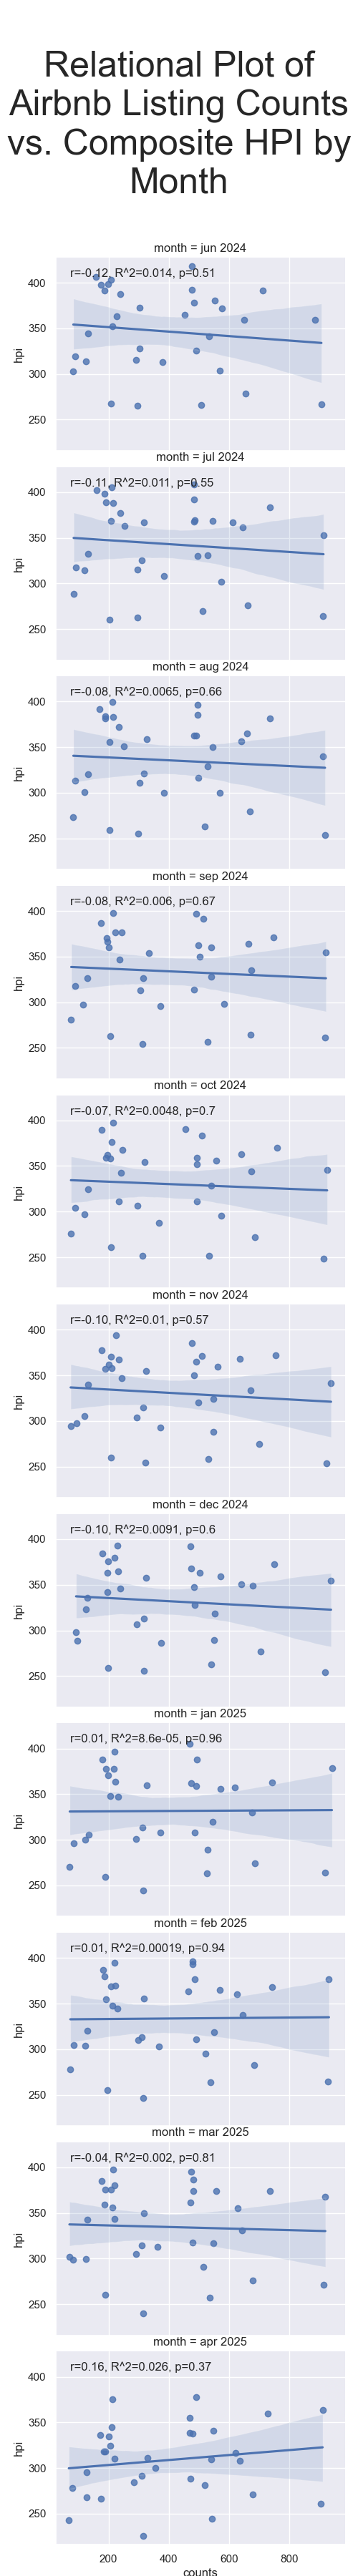 Relational Plot of
Airbnb Listing Counts
vs. Composite HPI by
Month
month = jun 2024
r=-0.12, R^2=0.014, p=0.51
400
350
300
250
hpi
month = jul 2024
r=-0.11, R^2=0.011, p=0.55
400
350
300
250
hpi
month = aug 2024
r=-0.08, R^2=0.0065, p=0.66
400
350
300
250
hpi
month = sep 2024
r=-0.08, R^2=0.006, p=0.67
400
350
300
250
hpi
month = oct 2024
r=-0.07, R^2=0.0048, p=0.7
400
350
300
250
hpi
month = nov 2024
r=-0.10, R^2=0.01, p=0.57
400
350
300
250
hpi
month = dec 2024
r=-0.10, R^2=0.0091, p=0.6
400
350
300
250
hpi
month = jan 2025
r=0.01, R^2=8.6e-05, p=0.96
400
350
300
250
hpi
month = feb 2025
r=0.01, R^2=0.00019, p=0.94
400
350
300
250
hpi
month = mar 2025
r=-0.04, R^2=0.002, p=0.81
400
350
300
250
hpi
month = apr 2025
r=0.16, R^2=0.026, p=0.37
400
350
300
250
hpi
200 400 600 800
counts